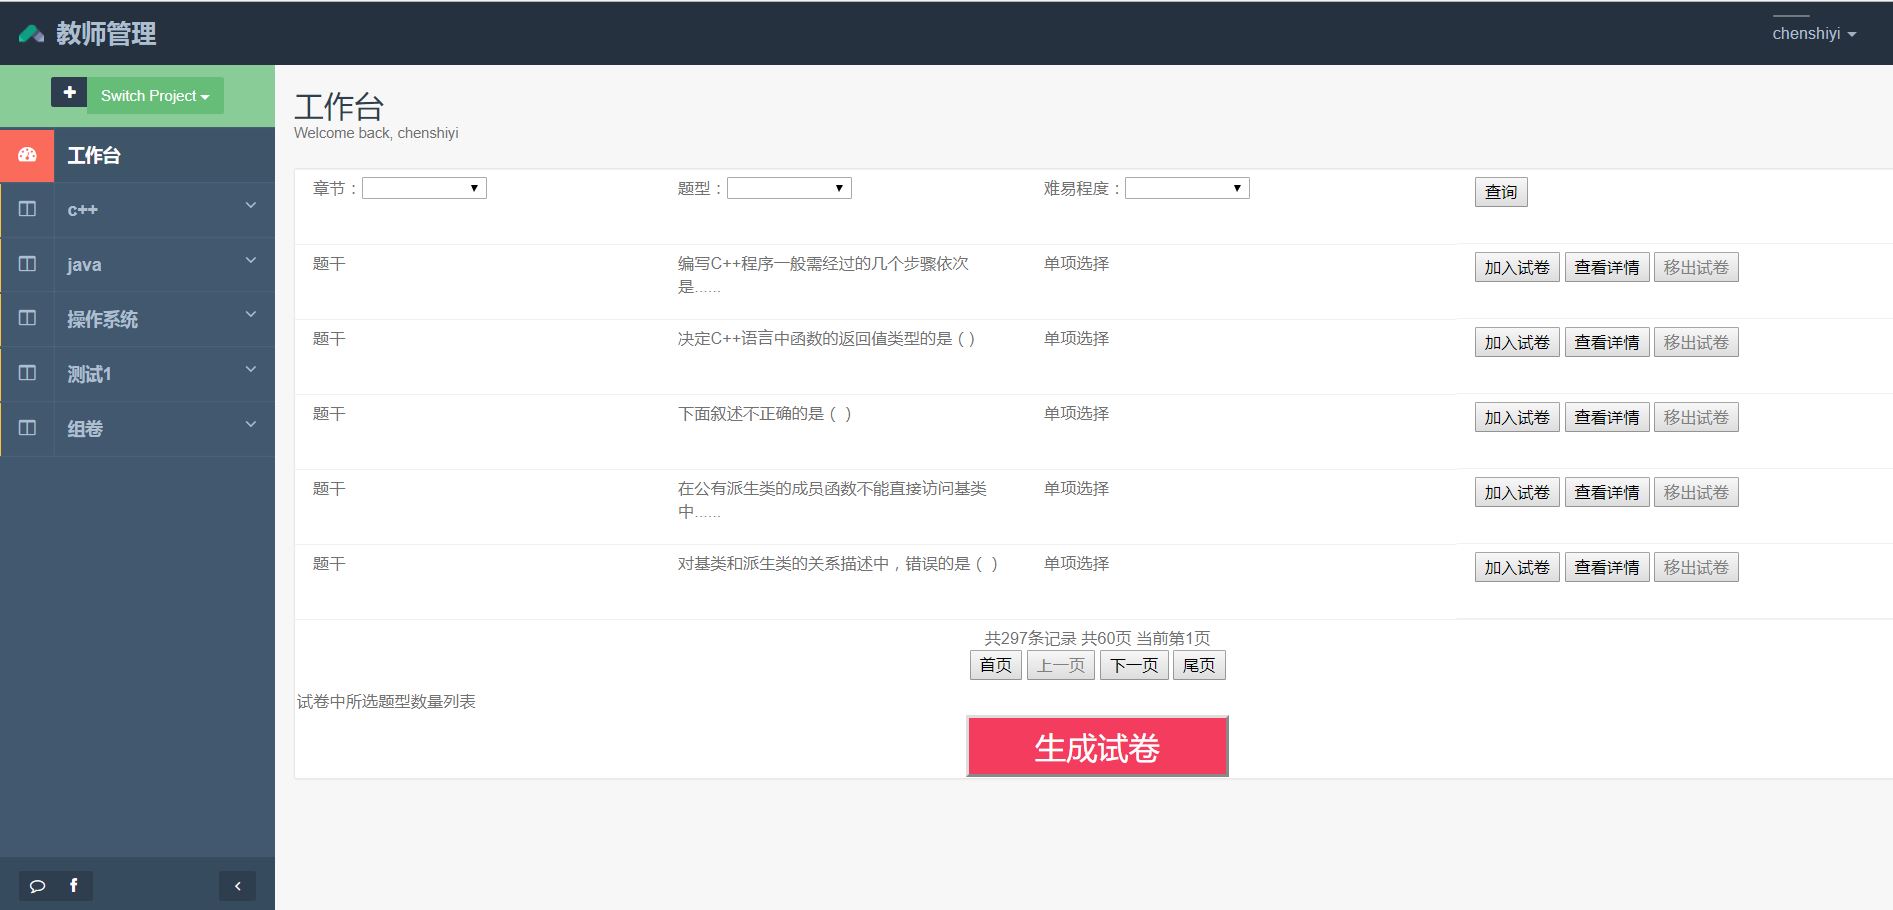 教师管理
chenshiyi
Switch Project
工作台
c++
java
操作系统
测试1
组卷
工作台
Welcome back, chenshiyi
章节： 题型： 难易程度： 查询
题干 编写C++程序一般需经过的几个步骤依次是...... 单项选择 加入试卷 查看详情 移出试卷
题干 决定C++语言中函数的返回值类型的是 ( ) 单项选择 加入试卷 查看详情 移出试卷
题干 下面叙述不正确的是 ( ) 单项选择 加入试卷 查看详情 移出试卷
题干 在公有派生类的成员函数不能直接访问基类中...... 单项选择 加入试卷 查看详情 移出试卷
题干 对基类和派生类的关系描述中，错误的是 ( ) 单项选择 加入试卷 查看详情 移出试卷
共297条记录 共60页 当前第1页
首页 上一页 下一页 尾页
试卷中所选题型数量列表
生成试卷